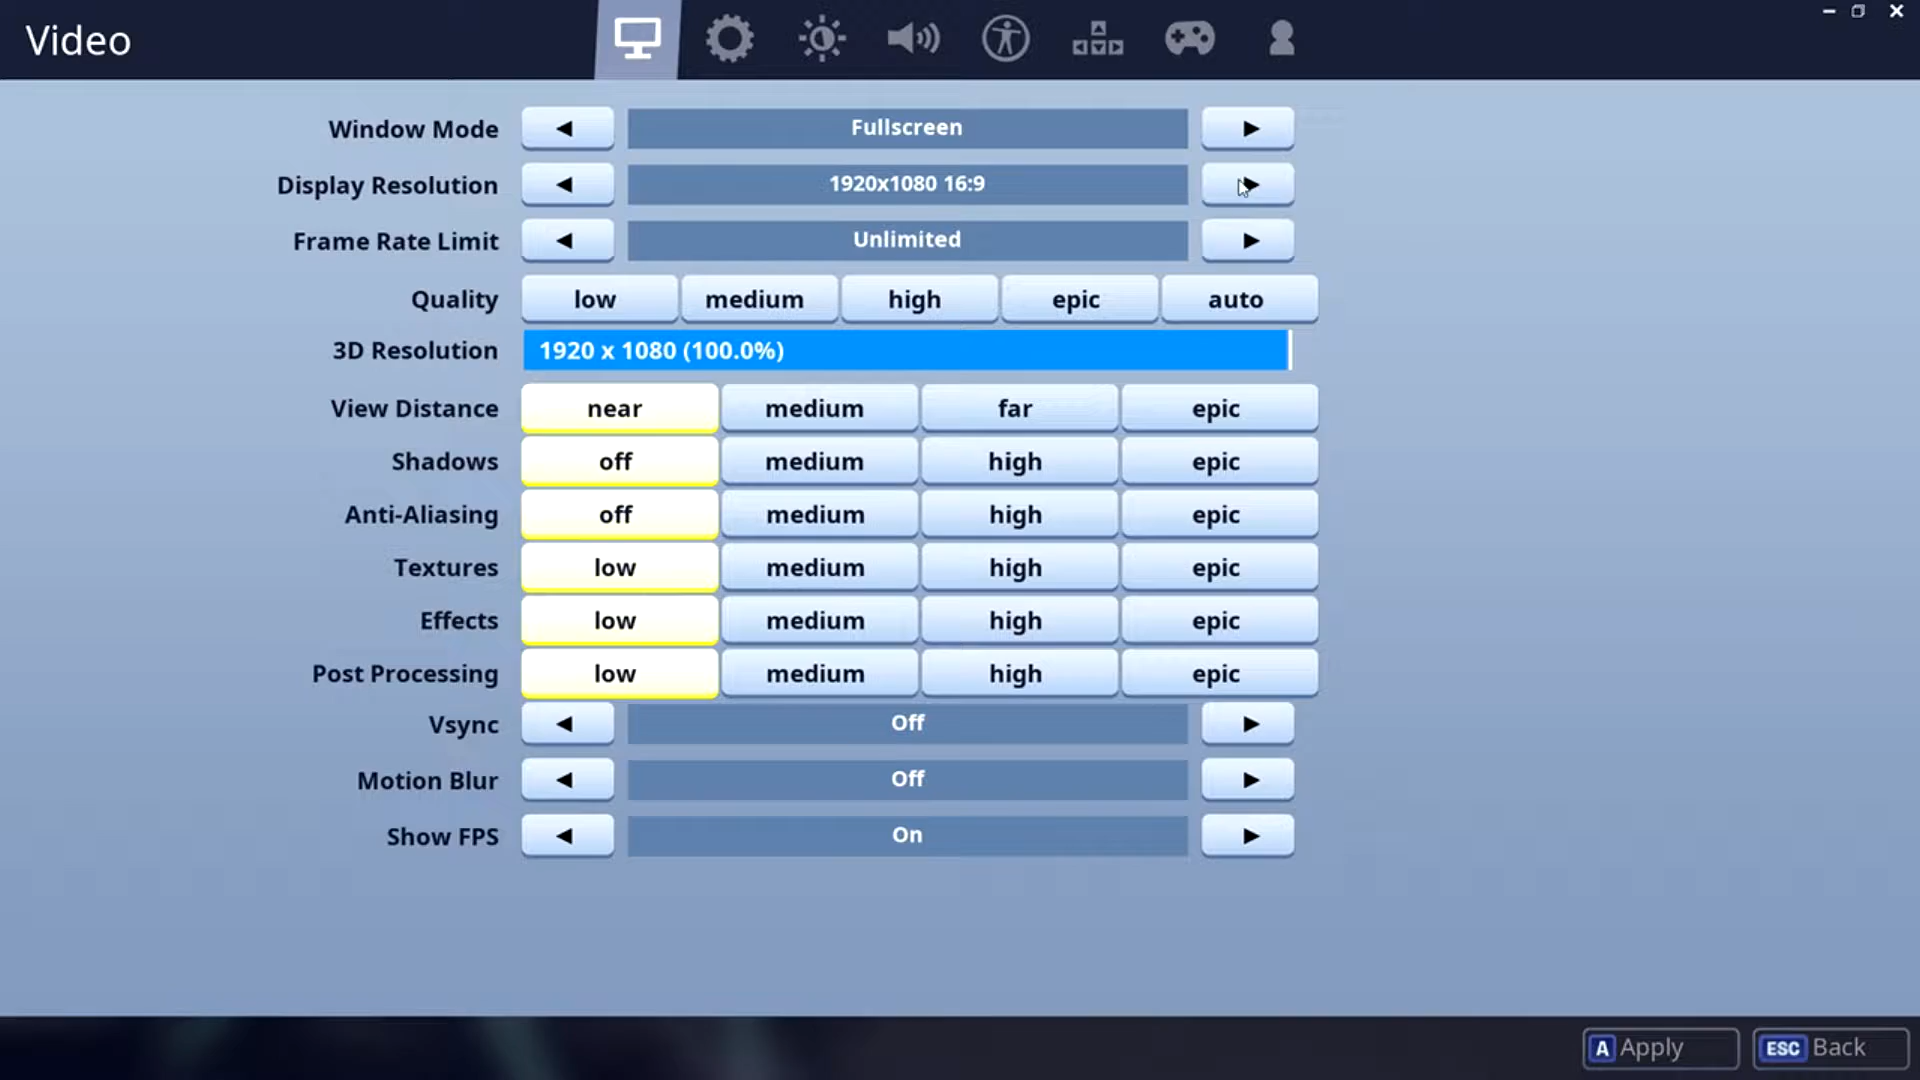 Video
Window Mode Fullscreen
Display Resolution 1920x1080 16:9
Frame Rate Limit Unlimited
Quality low medium high epic auto
3D Resolution 1920 x 1080 (100.0%)
View Distance near medium far epic
Shadows off medium high epic
Anti-Aliasing off medium high epic
Textures low medium high epic
Effects low medium high epic
Post Processing low medium high epic
Vsync Off
Motion Blur Off
Show FPS On
A Apply ESC Back